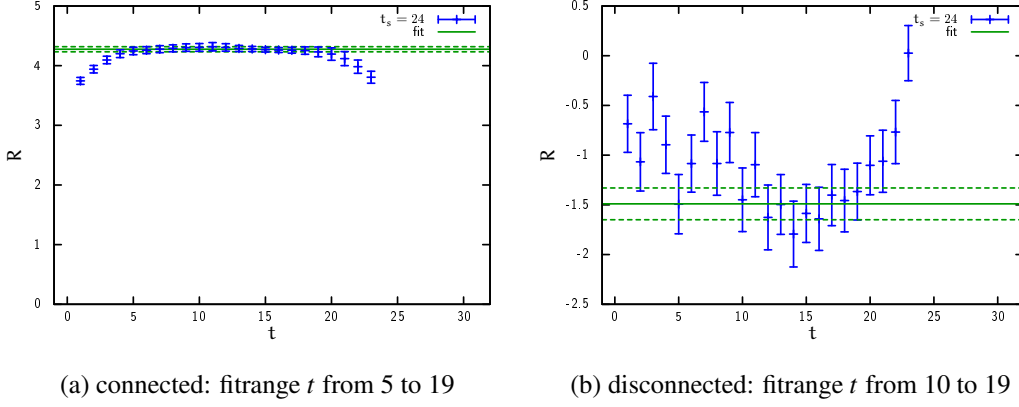 5
4
3
2
1
0
R
0 5 10 15 20 25 30
t
t_s = 24
fit
(a) connected: fitrange t from 5 to 19
0
-0.5
-1
-1.5
-2
-2.5
R
0 5 10 15 20 25 30
t
t_s = 24
fit
(b) disconnected: fitrange t from 10 to 19